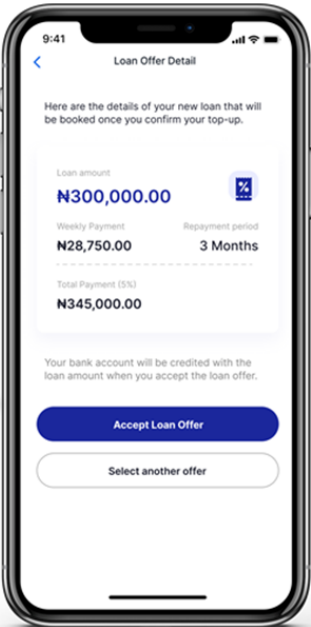 9:41
Loan Offer Detail
Here are the details of your new loan that will
be booked once you confirm your top-up.
Loan amount
₦300,000.00
%
Weekly Payment
Repayment period
₦28,750.00
3 Months
Total Payment (5%)
₦345,000.00
Your bank account will be credited with the
loan amount when you accept the loan offer.
Accept Loan Offer
Select another offer